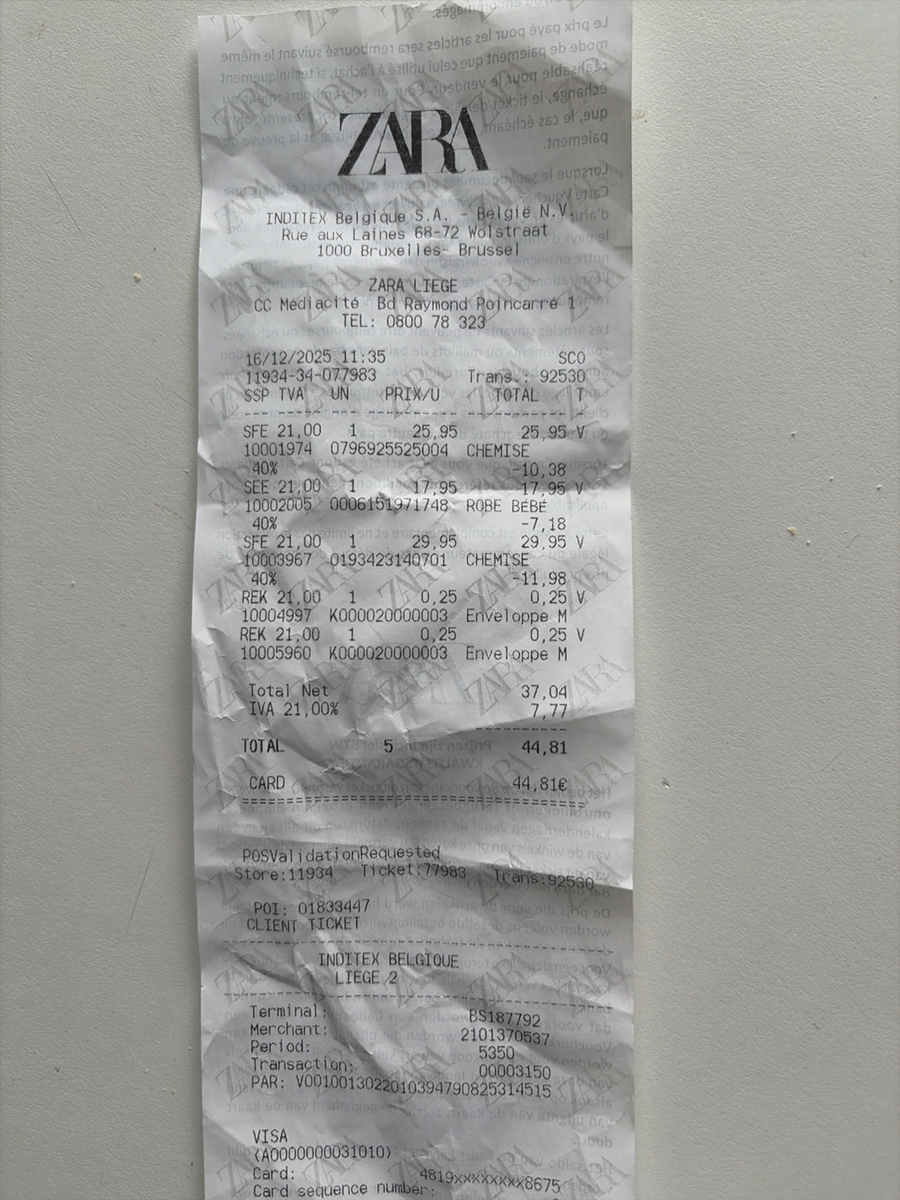 ZARA
INDITEX Belgique S.A. - België N.V.
Rue aux Laines 68-72 Wolstraat
1000 Bruxelles- Brussel
ZARA LIEGE
CC Mediacité Bd Raymond Poincarré 1
TEL: 0800 78 323
16/12/2025 11:35 SCO
11934-34-077983 Trans.: 92530
SSP TVA UN PRIX/U TOTAL T
SFE 21,00 1 25,95 25,95 V
10001974 0796925525004 CHEMISE
40% -10,38
SEE 21,00 1 17,95 17,95 V
10002005 0006151971748 ROBE BÉBÉ
40% -7,18
SFE 21,00 1 29,95 29,95 V
10003967 0193423140701 CHEMISE
40% -11,98
REK 21,00 1 0,25 0,25 V
10004997 K000020000003 Enveloppe M
REK 21,00 1 0,25 0,25 V
10005960 K000020000003 Enveloppe M
Total Net 37,04
IVA 21,00% 7,77
TOTAL 5 44,81
CARD 44,81€
POSValidationRequested
Store:11934 Ticket:77983 Trans:92530
POI: 01833447
CLIENT TICKET
INDITEX BELGIQUE
LIEGE 2
Terminal: BS187792
Merchant: 2101370537
Period: 5350
Transaction: 00003150
PAR: V0010013022010394790825314515
VISA
(A0000000031010)
Card: 4819xxxxxxxx8675
Card sequence number: